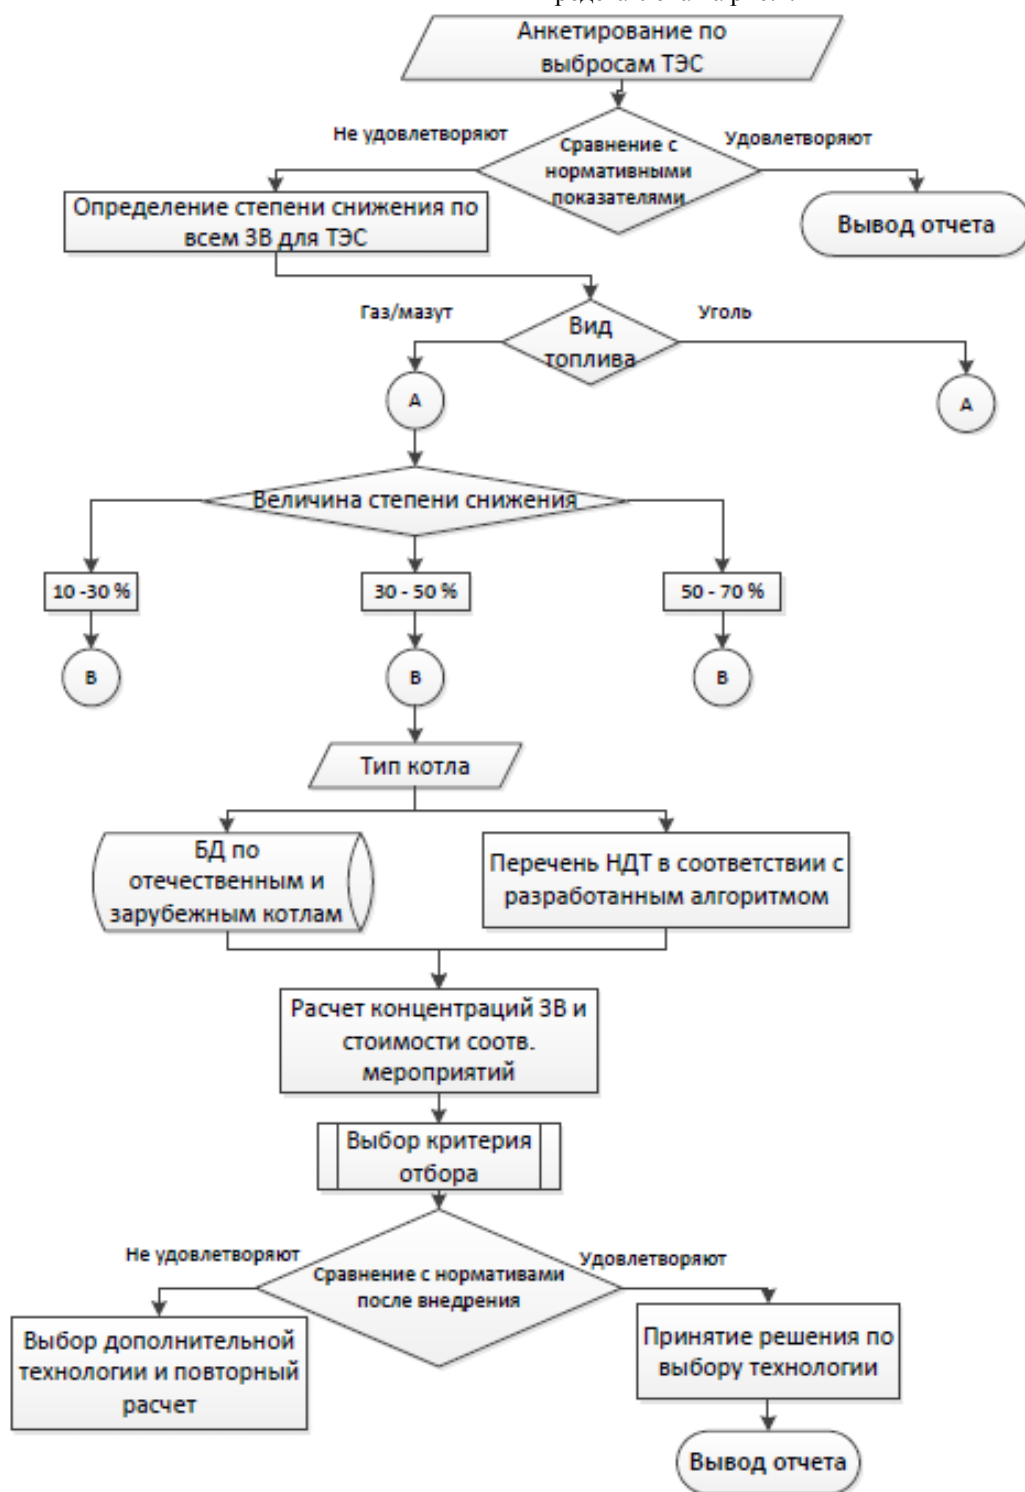 Анкетирование по
выбросам ТЭС
Не удовлетворяют
Сравнение с
нормативными
показателями
Удовлетворяют
Определение степени снижения по
всем ЗВ для ТЭС
Вывод отчета
Газ/мазут
Вид
топлива
Уголь
А
А
Величина степени снижения
10 -30 %
30 - 50 %
50 - 70 %
В
В
В
Тип котла
БД по
отечественным и
зарубежным котлам
Перечень НДТ в соответствии с
разработанным алгоритмом
Расчет концентраций ЗВ и
стоимости соотв.
мероприятий
Выбор критерия
отбора
Не удовлетворяют
Сравнение с нормативами
после внедрения
Удовлетворяют
Выбор дополнительной
технологии и повторный
расчет
Принятие решения по
выбору технологии
Вывод отчета